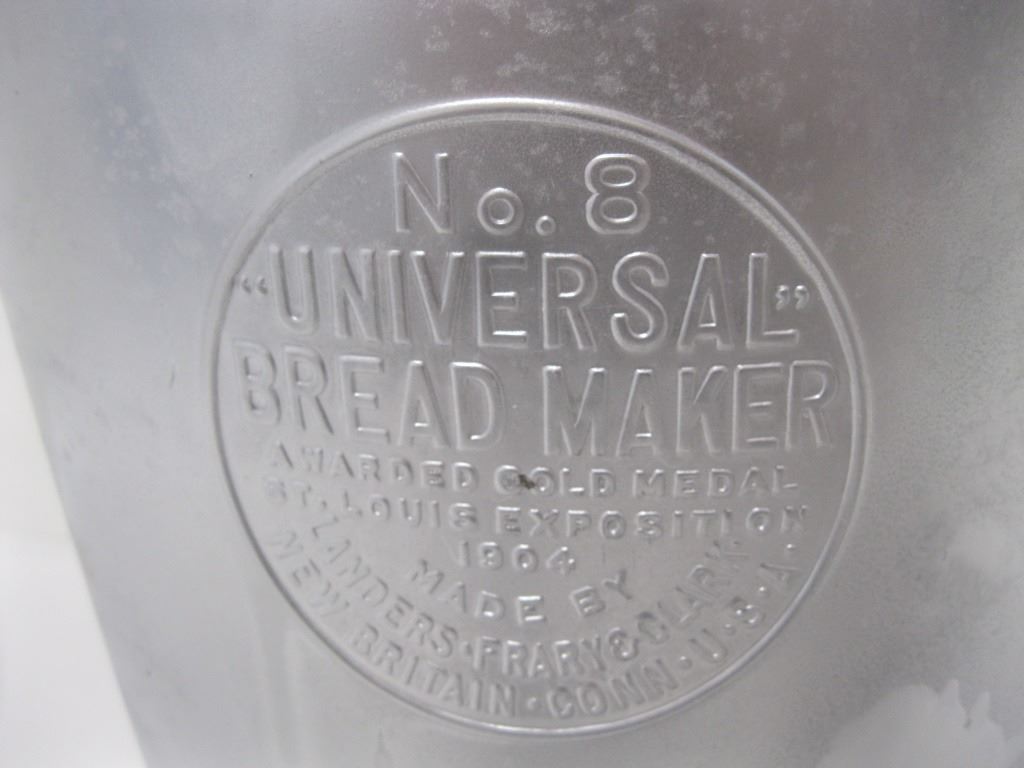 No. 8
"UNIVERSAL"
BREAD MAKER
AWARDED GOLD MEDAL
ST. LOUIS EXPOSITION
1904
MADE BY
LANDERS·FRARY & CLARK·
NEW BRITAIN·CONN·U·S·A·